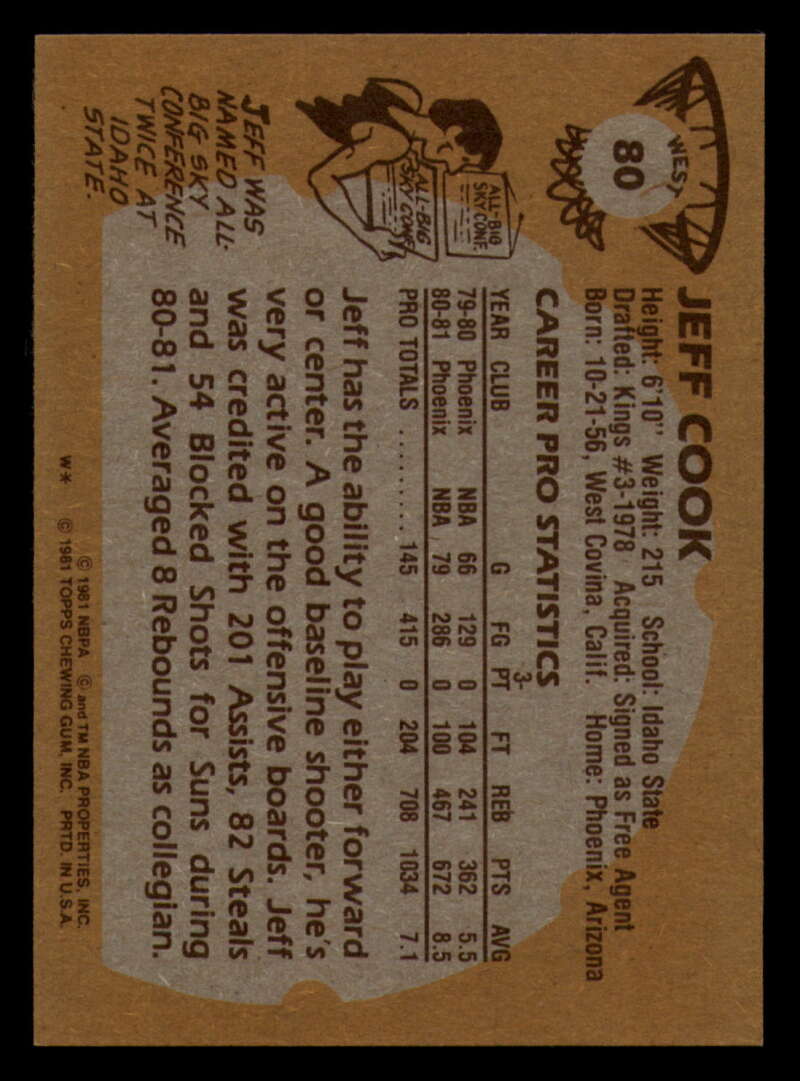 WEST
80
JEFF COOK
Height: 6'10" Weight: 215 School: Idaho State
Drafted: Kings #3-1978 Acquired: Signed as Free Agent
Born: 10-21-56, West Covina, Calif. Home: Phoenix, Arizona
ALL-BIG
SKY CONF.
ALL-BIG
SKY CONF.
JEFF WAS
NAMED ALL-
BIG SKY
CONFERENCE
TWICE AT
IDAHO
STATE.
CAREER PRO STATISTICS
3-
YEAR CLUB G FG PT FT REB PTS AVG
79-80 Phoenix NBA 66 129 0 104 241 362 5.5
80-81 Phoenix NBA 79 286 0 100 467 672 8.5
PRO TOTALS .......... 145 415 0 204 708 1034 7.1
Jeff has the ability to play either forward
or center. A good baseline shooter, he's
very active on the offensive boards. Jeff
was credited with 201 Assists, 82 Steals
and 54 Blocked Shots for Suns during
80-81. Averaged 8 Rebounds as collegian.
© 1981 NBPA © and TM NBA PROPERTIES, INC.
W* © 1981 TOPPS CHEWING GUM, INC. PRTD. IN U.S.A.